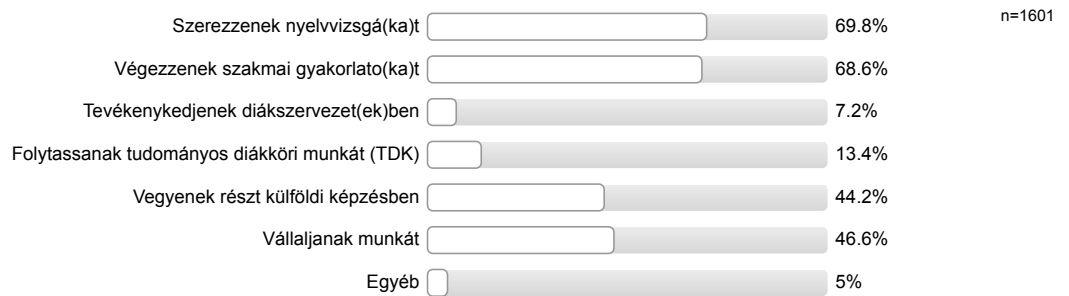 n=1601
Szerezzenek nyelvvizsgá(ka)t 69.8%
Végezzenek szakmai gyakorlato(ka)t 68.6%
Tevékenykedjenek diákszervezet(ek)ben 7.2%
Folytassanak tudományos diákköri munkát (TDK) 13.4%
Vegyenek részt külföldi képzésben 44.2%
Vállaljanak munkát 46.6%
Egyéb 5%